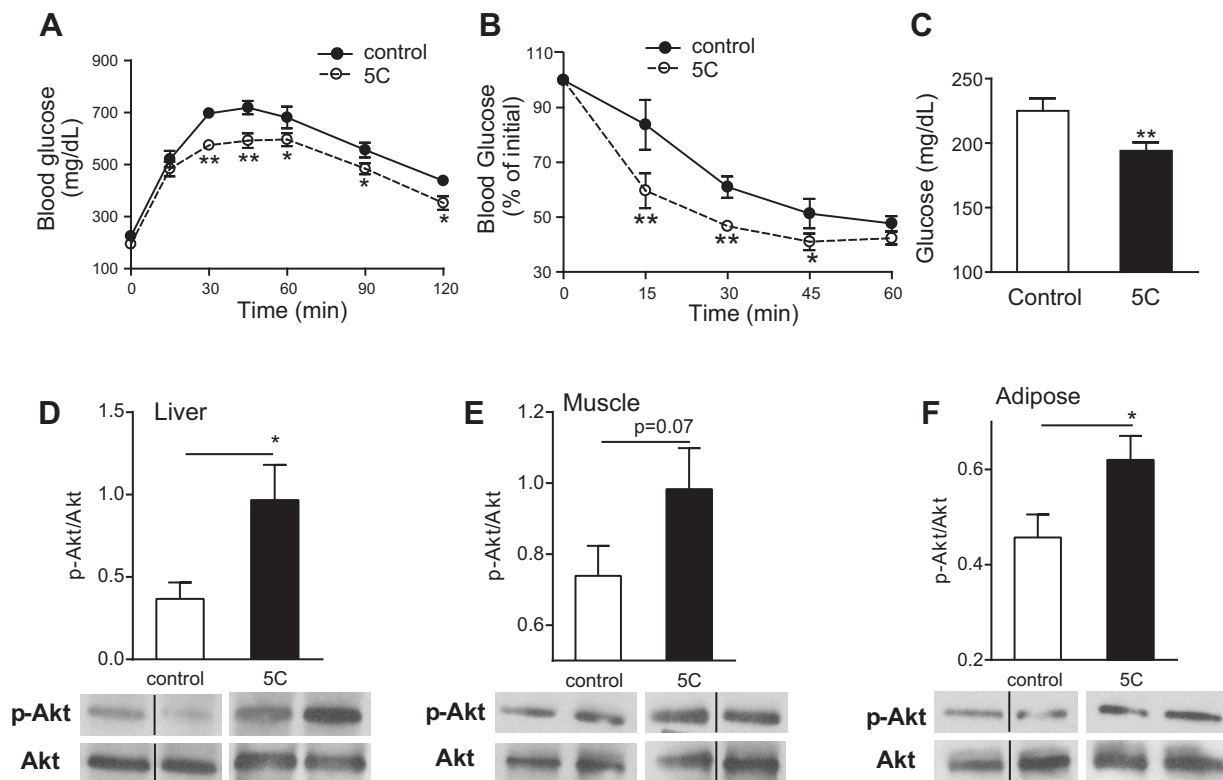 A
control
5C
Blood glucose
(mg/dL)
900
700
500
300
100
**
**
*
*
*
0
30
60
90
120
Time (min)
B
control
5C
Blood Glucose
(% of initial)
110
90
70
50
30
**
**
*
0
15
30
45
60
Time (min)
C
Glucose (mg/dL)
250
200
150
100
**
Control
5C
D
Liver
p-Akt/Akt
1.5
1.0
0.5
0.0
*
control
5C
p-Akt
Akt
E
Muscle
p=0.07
p-Akt/Akt
1.2
1.0
0.8
0.6
control
5C
p-Akt
Akt
F
Adipose
*
p-Akt/Akt
0.6
0.4
0.2
control
5C
p-Akt
Akt